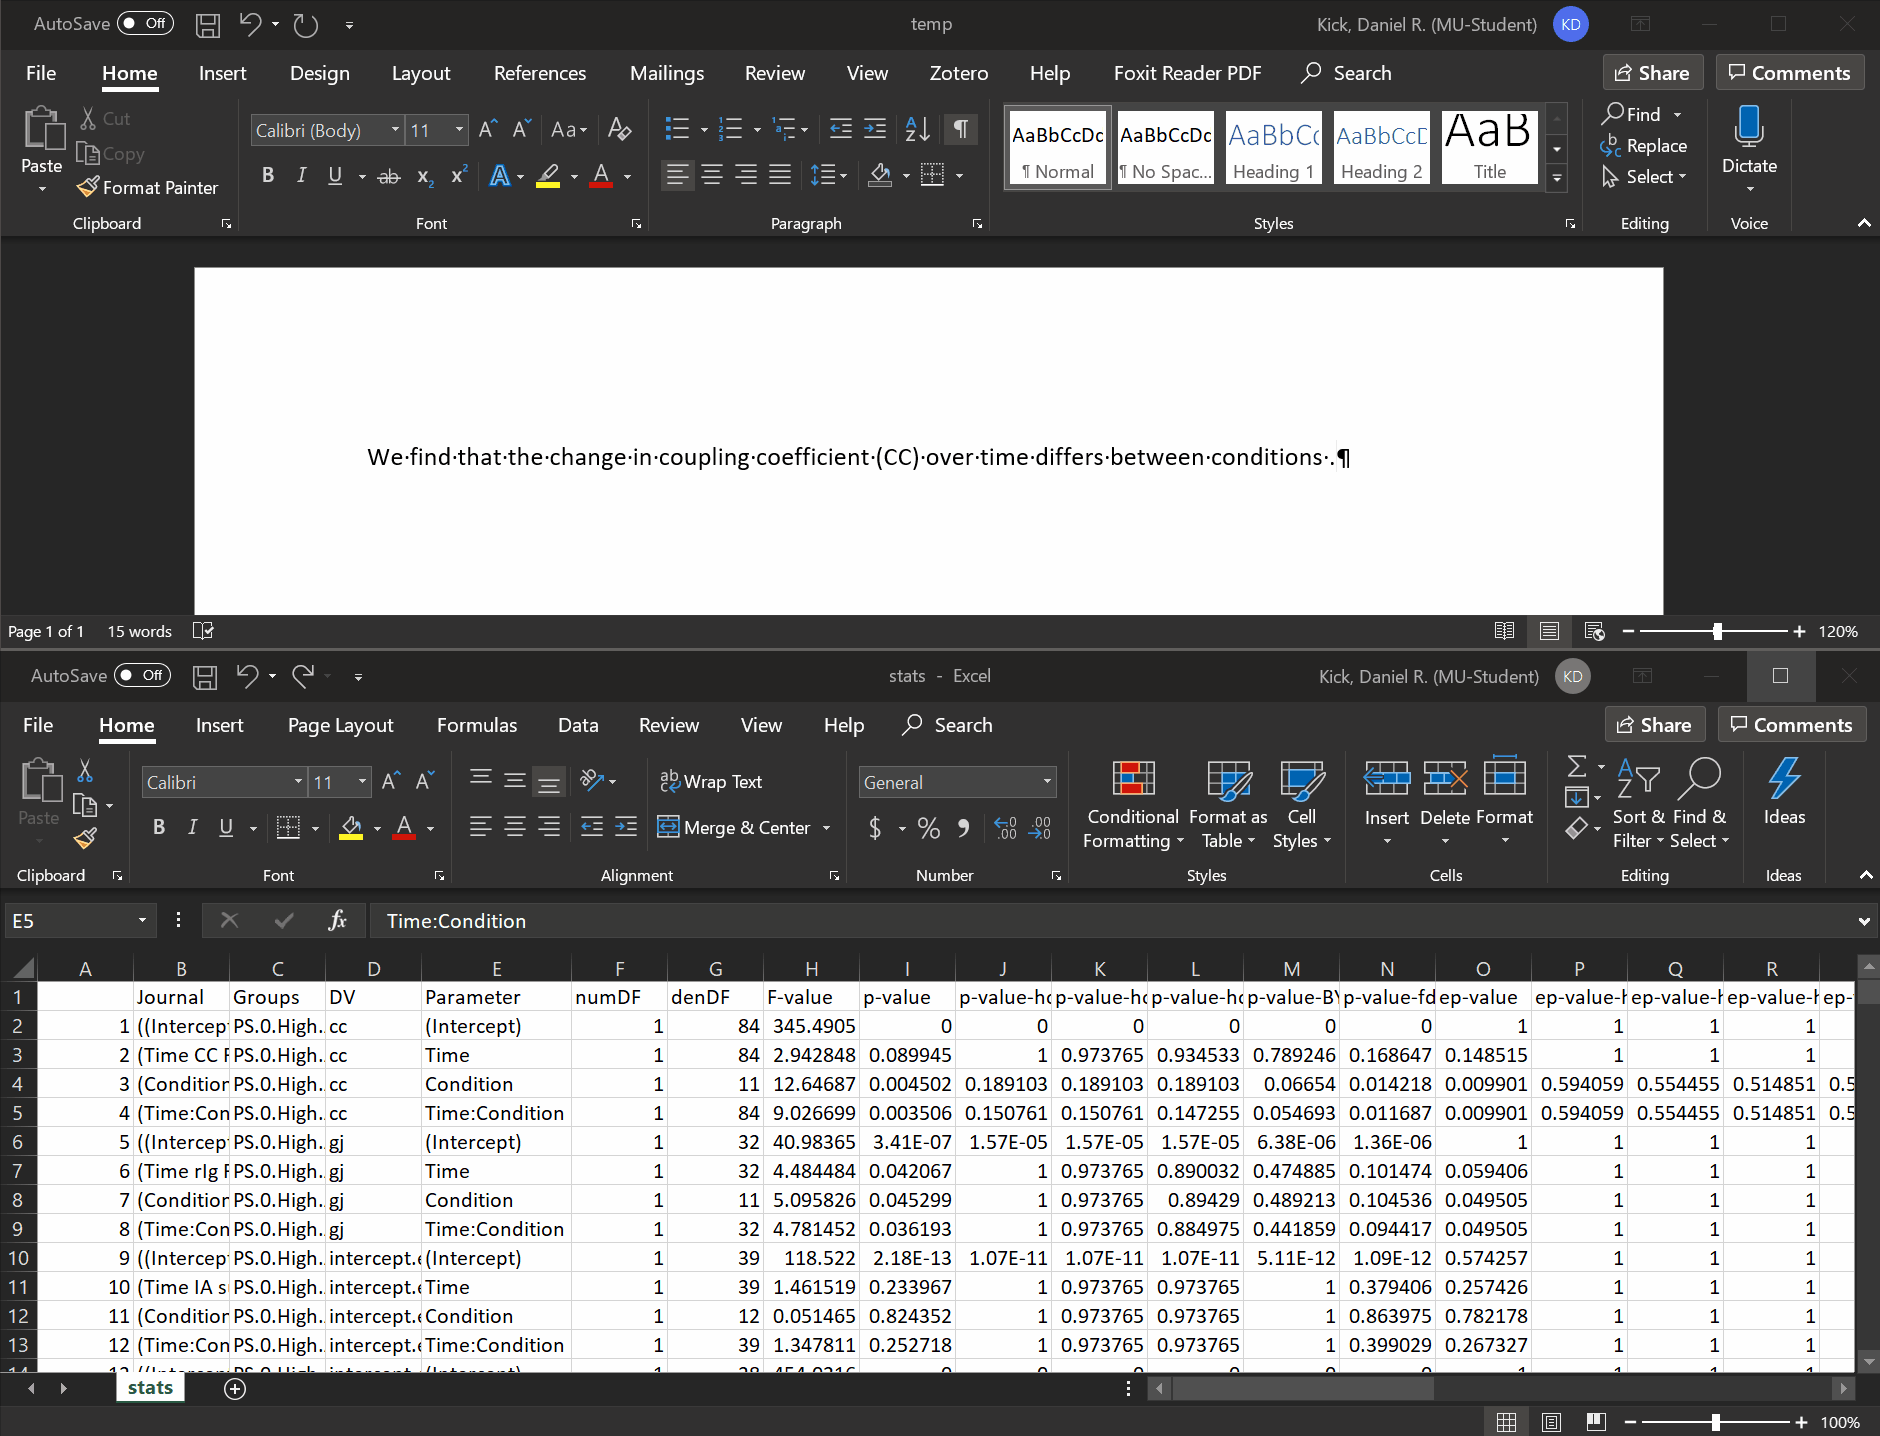 AutoSave Off temp Kick, Daniel R. (MU-Student) KD
File Home Insert Design Layout References Mailings Review View Zotero Help Foxit Reader PDF Search Share Comments
Paste Cut Copy Format Painter
Calibri (Body) 11 Aa
B I U ab x₂ x² A A
AaBbCcDc AaBbCcDc AaBbCc AaBbCcD AaB
¶ Normal ¶ No Spac... Heading 1 Heading 2 Title
Find Replace Select Dictate
Clipboard Font Paragraph Styles Editing Voice
We·find·that·the·change·in·coupling·coefficient·(CC)·over·time·differs·between·conditions·.¶
Page 1 of 1 15 words 120%
AutoSave Off stats - Excel Kick, Daniel R. (MU-Student) KD
File Home Insert Page Layout Formulas Data Review View Help Search Share Comments
Paste
Calibri 11 A A ab Wrap Text General
B I U A Merge & Center $ % 9 .00 .00
Conditional Formatting Format as Table Cell Styles Insert Delete Format Sort & Filter Find & Select Ideas
Clipboard Font Alignment Number Styles Cells Editing Ideas
E5 fx Time:Condition
A B C D E F G H I J K L M N O P Q R
1 Journal Groups DV Parameter numDF denDF F-value p-value p-value-ho p-value-ho p-value-ho p-value-BY p-value-fd ep-value ep-value-h ep-value-h ep-value-h ep-
2 1 ((Intercept PS.0.High.. cc (Intercept) 1 84 345.4905 0 0 0 0 0 0 1 1 1 1
3 2 (Time CC F PS.0.High.. cc Time 1 84 2.942848 0.089945 1 0.973765 0.934533 0.789246 0.168647 0.148515 1 1 1
4 3 (Condition PS.0.High.. cc Condition 1 11 12.64687 0.004502 0.189103 0.189103 0.189103 0.06654 0.014218 0.009901 0.594059 0.554455 0.514851 0.5
5 4 (Time:Con PS.0.High.. cc Time:Condition 1 84 9.026699 0.003506 0.150761 0.150761 0.147255 0.054693 0.011687 0.009901 0.594059 0.554455 0.514851 0.5
6 5 ((Intercept PS.0.High.. gj (Intercept) 1 32 40.98365 3.41E-07 1.57E-05 1.57E-05 1.57E-05 6.38E-06 1.36E-06 1 1 1 1
7 6 (Time rIg F PS.0.High.. gj Time 1 32 4.484484 0.042067 1 0.973765 0.890032 0.474885 0.101474 0.059406 1 1 1
8 7 (Condition PS.0.High.. gj Condition 1 11 5.095826 0.045299 1 0.973765 0.89429 0.489213 0.104536 0.049505 1 1 1
9 8 (Time:Con PS.0.High.. gj Time:Condition 1 32 4.781452 0.036193 1 0.973765 0.884975 0.441859 0.094417 0.049505 1 1 1
10 9 ((Intercept PS.0.High.. intercept.e (Intercept) 1 39 118.522 2.18E-13 1.07E-11 1.07E-11 1.07E-11 5.11E-12 1.09E-12 0.574257 1 1 1
11 10 (Time IA s PS.0.High.. intercept.e Time 1 39 1.461519 0.233967 1 0.973765 0.973765 1 0.379406 0.257426 1 1 1
12 11 (Condition PS.0.High.. intercept.e Condition 1 12 0.051465 0.824352 1 0.973765 0.973765 1 0.863975 0.782178 1 1 1
13 12 (Time:Con PS.0.High.. intercept.e Time:Condition 1 39 1.347811 0.252718 1 0.973765 0.973765 1 0.399029 0.267327 1 1 1
stats
100%